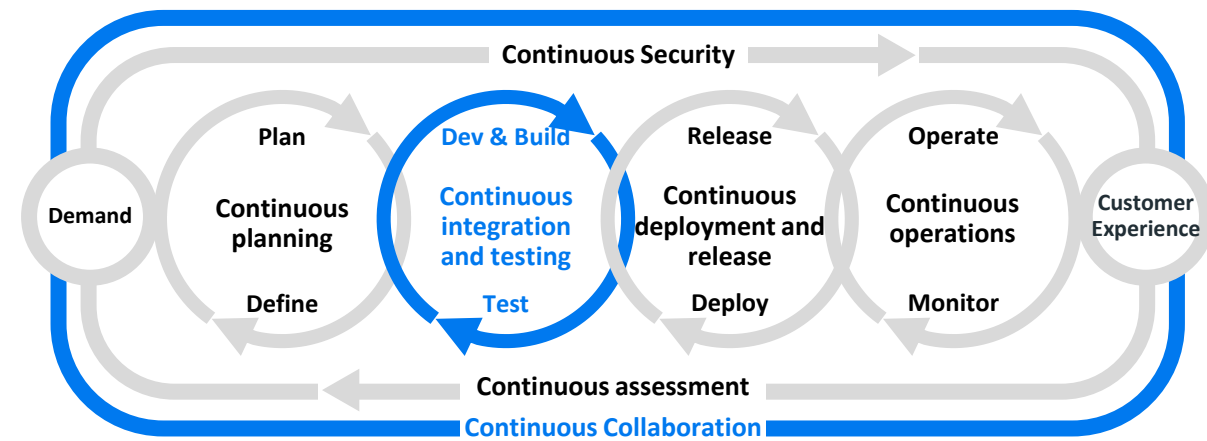 Continuous Security
Plan
Dev & Build
Release
Operate
Demand
Continuous
planning
Continuous
integration
and testing
Continuous
deployment and
release
Continuous
operations
Customer
Experience
Define
Test
Deploy
Monitor
Continuous assessment
Continuous Collaboration